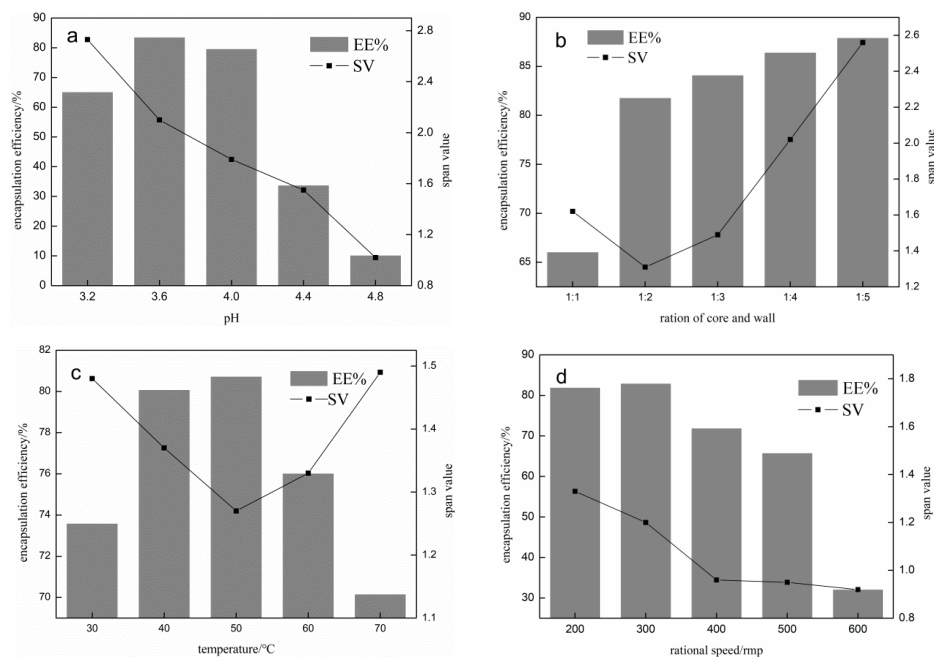 a
EE%
SV
encapsulation efficiency/%
90
80
70
60
50
40
30
20
10
0
3.2 3.6 4.0 4.4 4.8
pH
2.8
2.4
2.0
1.6
1.2
0.8
span value
b
EE%
SV
encapsulation efficiency/%
90
85
80
75
70
65
1:1 1:2 1:3 1:4 1:5
ration of core and wall
2.6
2.4
2.2
2.0
1.8
1.6
1.4
1.2
span value
c
EE%
SV
encapsulation efficiency/%
82
80
78
76
74
72
70
30 40 50 60 70
temperature/°C
1.5
1.4
1.3
1.2
1.1
span value
d
EE%
SV
encapsulation efficiency/%
90
80
70
60
50
40
30
200 300 400 500 600
rational speed/rmp
1.8
1.6
1.4
1.2
1.0
0.8
span value